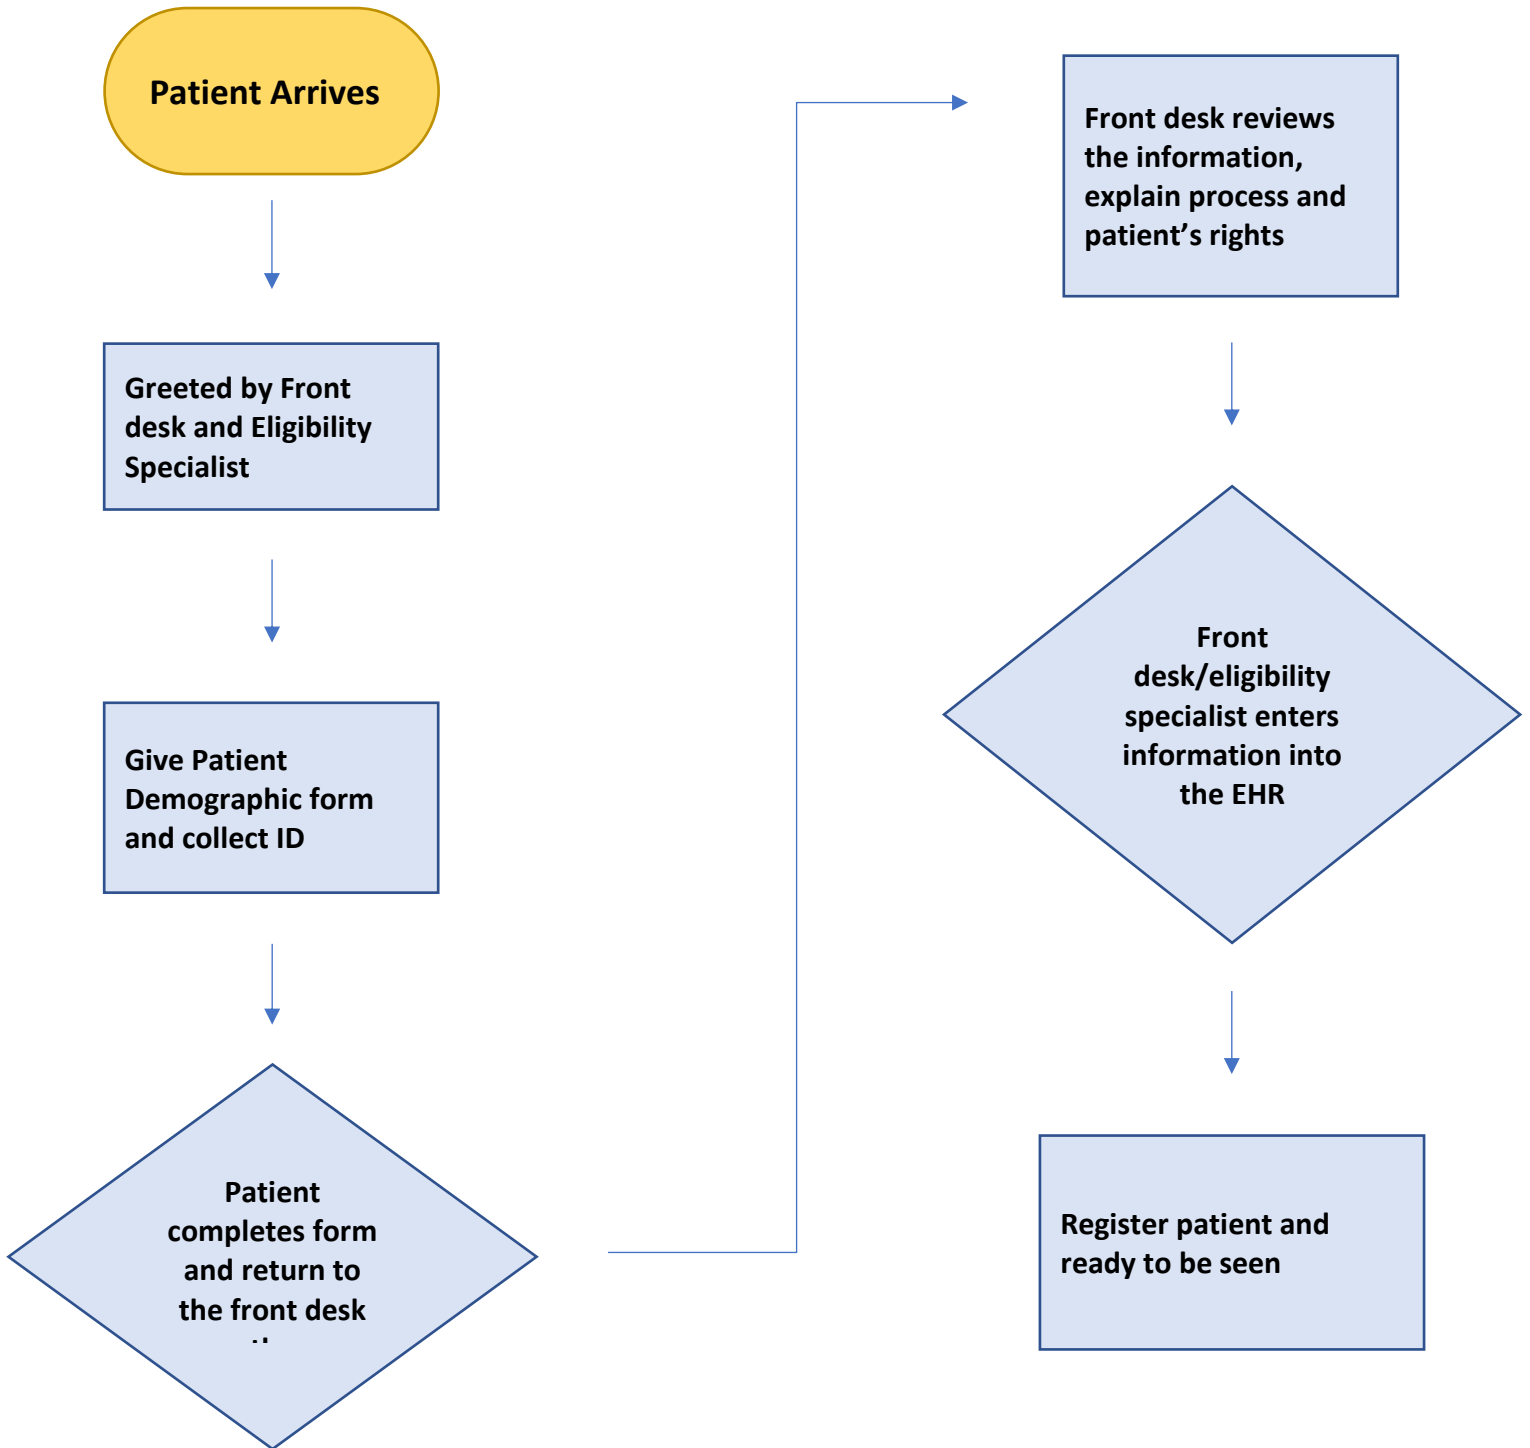 Patient Arrives
Greeted by Front
desk and Eligibility
Specialist
Give Patient
Demographic form
and collect ID
Patient
completes form
and return to
the front desk
Front desk reviews
the information,
explain process and
patient’s rights
Front
desk/eligibility
specialist enters
information into
the EHR
Register patient and
ready to be seen